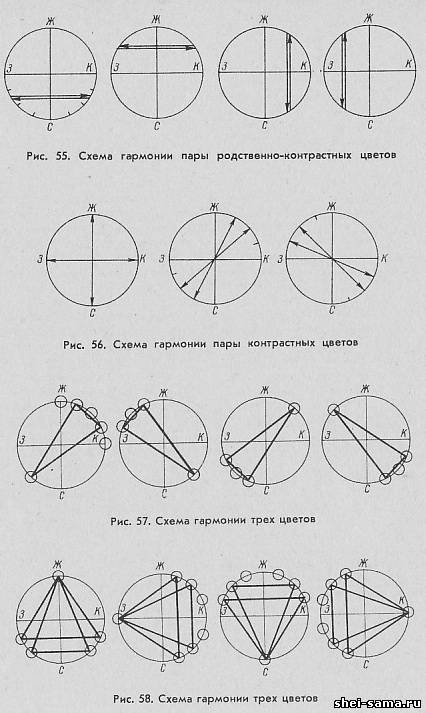 Ж Ж Ж Ж
З К З К З К З К
С С С С
Рис. 55. Схема гармонии пары родственно-контрастных цветов
Ж Ж Ж
З К З К З К
С С С
Рис. 56. Схема гармонии пары контрастных цветов
Ж Ж Ж Ж
З К З К З К З К
С С С С
Рис. 57. Схема гармонии трех цветов
Ж Ж Ж Ж
З К З К З К З К
С С С С
Рис. 58. Схема гармонии трех цветов
shei-sama.ru